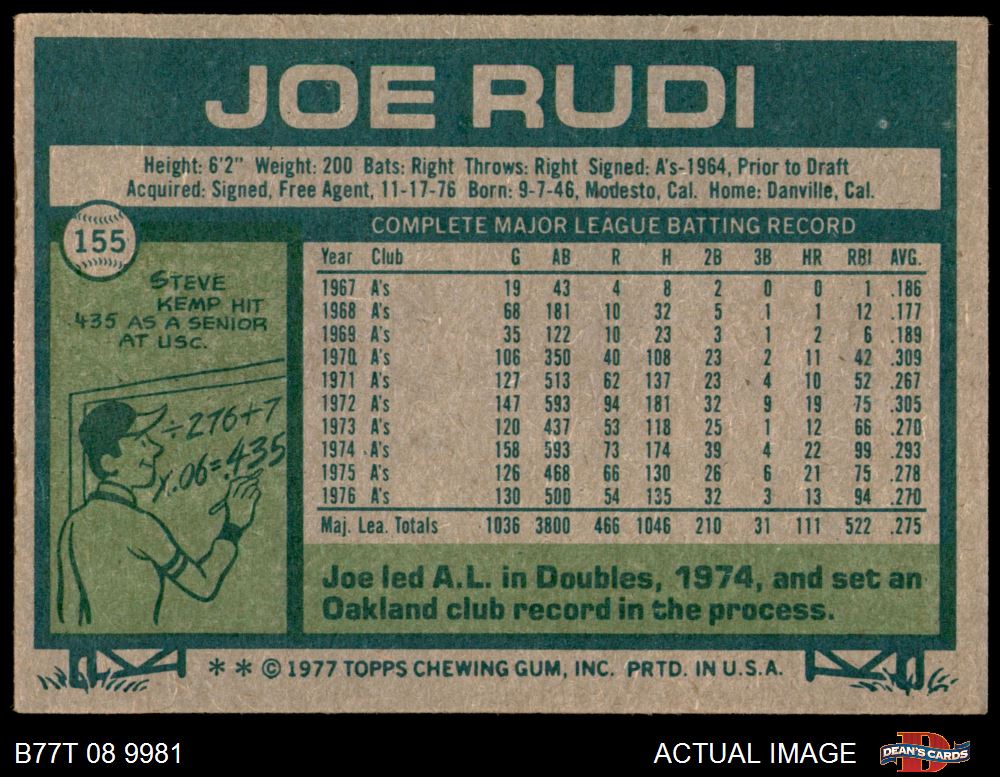 JOE RUDI
Height: 6'2" Weight: 200 Bats: Right Throws: Right Signed: A's-1964, Prior to Draft
Acquired: Signed, Free Agent, 11-17-76 Born: 9-7-46, Modesto, Cal. Home: Danville, Cal.
155
STEVE
KEMP HIT
.435 AS A SENIOR
AT USC.
÷276+7
x.06=.435
COMPLETE MAJOR LEAGUE BATTING RECORD
Year Club G AB R H 2B 3B HR RBI AVG.
1967 A's 19 43 4 8 2 0 0 1 .186
1968 A's 68 181 10 32 5 1 1 12 .177
1969 A's 35 122 10 23 3 1 2 6 .189
1970 A's 106 350 40 108 23 2 11 42 .309
1971 A's 127 513 62 137 23 4 10 52 .267
1972 A's 147 593 94 181 32 9 19 75 .305
1973 A's 120 437 53 118 25 1 12 66 .270
1974 A's 158 593 73 174 39 4 22 99 .293
1975 A's 126 468 66 130 26 6 21 75 .278
1976 A's 130 500 54 135 32 3 13 94 .270
Maj. Lea. Totals 1036 3800 466 1046 210 31 111 522 .275
Joe led A.L. in Doubles, 1974, and set an
Oakland club record in the process.
** © 1977 TOPPS CHEWING GUM, INC. PRTD. IN U.S.A.
B77T 08 9981
ACTUAL IMAGE
DEAN'S CARDS